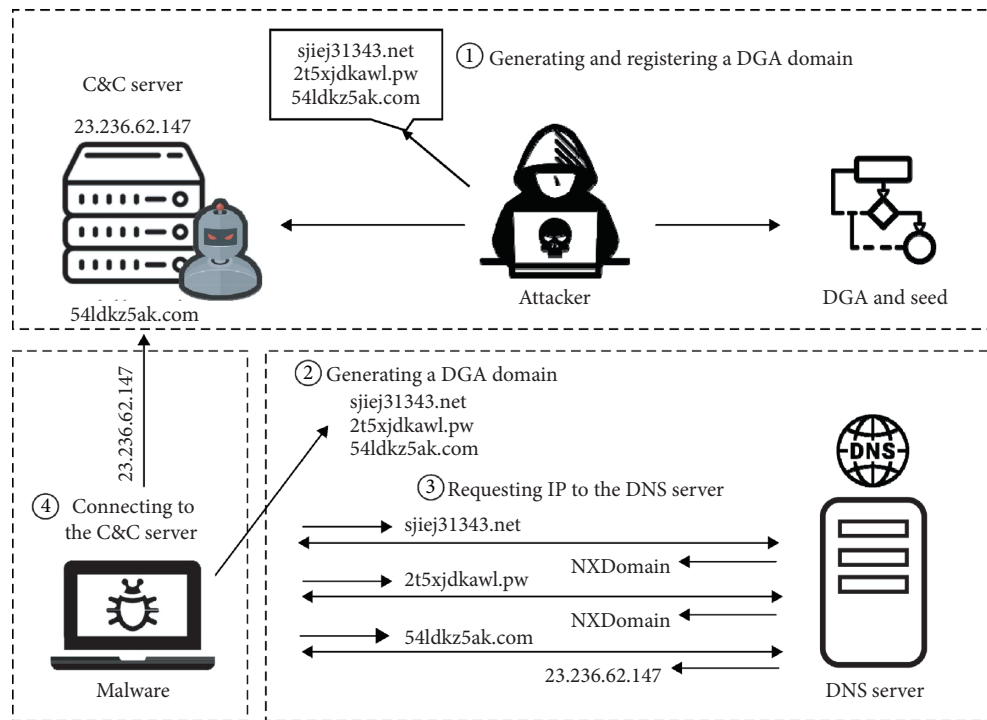 sjiej31343.net
2t5xjdkawl.pw
54ldkz5ak.com
1 Generating and registering a DGA domain
C&C server
23.236.62.147
54ldkz5ak.com
Attacker
DGA and seed
23.236.62.147
4 Connecting to
the C&C server
Malware
2 Generating a DGA domain
sjiej31343.net
2t5xjdkawl.pw
54ldkz5ak.com
3 Requesting IP to the DNS server
sjiej31343.net
NXDomain
2t5xjdkawl.pw
NXDomain
54ldkz5ak.com
23.236.62.147
DNS
DNS server